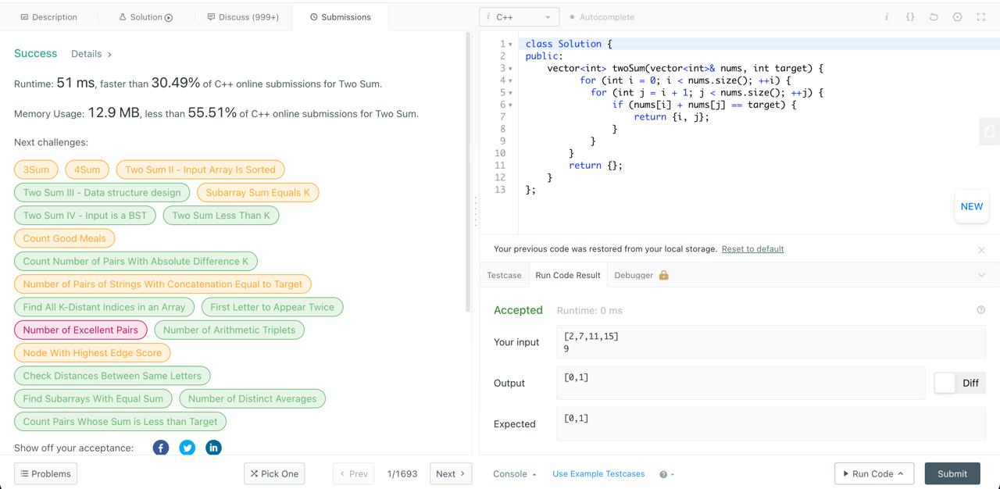 Description Solution Discuss (999+) Submissions
Success Details >
Runtime: 51 ms, faster than 30.49% of C++ online submissions for Two Sum.
Memory Usage: 12.9 MB, less than 55.51% of C++ online submissions for Two Sum.
Next challenges:
3Sum 4Sum Two Sum II - Input Array Is Sorted
Two Sum III - Data structure design Subarray Sum Equals K
Two Sum IV - Input is a BST Two Sum Less Than K
Count Good Meals
Count Number of Pairs With Absolute Difference K
Number of Pairs of Strings With Concatenation Equal to Target
Find All K-Distant Indices in an Array First Letter to Appear Twice
Number of Excellent Pairs Number of Arithmetic Triplets
Node With Highest Edge Score
Check Distances Between Same Letters
Find Subarrays With Equal Sum Number of Distinct Averages
Count Pairs Whose Sum is Less than Target
Show off your acceptance: f in
Problems Pick One < Prev 1/1693 Next >
i C++ Autocomplete i {}
1 class Solution {
2 public:
3 vector<int> twoSum(vector<int>& nums, int target) {
4 for (int i = 0; i < nums.size(); ++i) {
5 for (int j = i + 1; j < nums.size(); ++j) {
6 if (nums[i] + nums[j] == target) {
7 return {i, j};
8 }
9 }
10 }
11 return {};
12 }
13 };
NEW
Your previous code was restored from your local storage. Reset to default
Testcase Run Code Result Debugger
Accepted Runtime: 0 ms ?
Your input
[2,7,11,15]
9
Output [0,1] Diff
Expected [0,1]
Console Use Example Testcases ? Run Code Submit